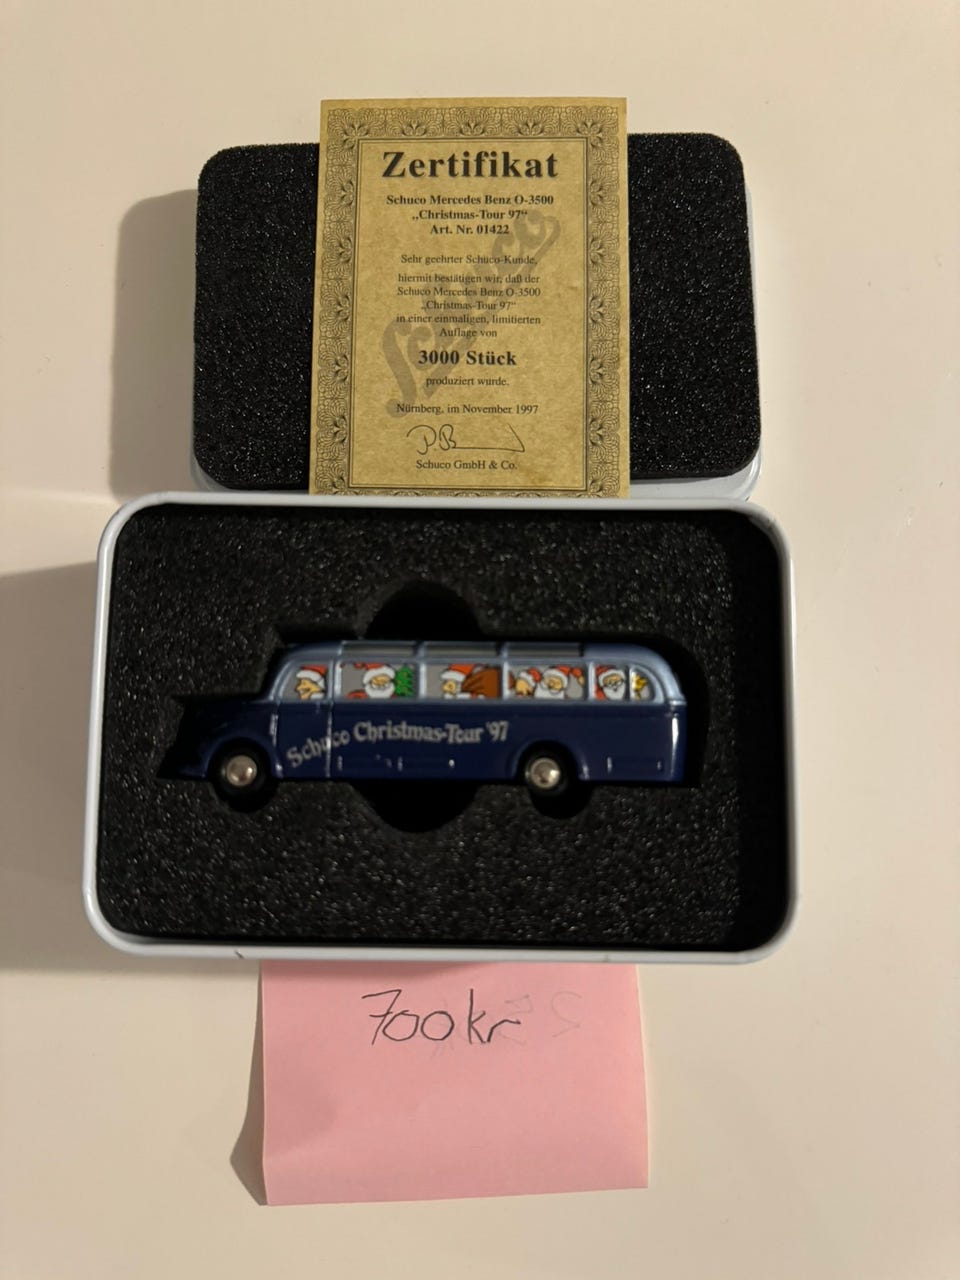 Zertifikat
Schuco Mercedes Benz O-3500
„Christmas-Tour 97“
Art. Nr. 01422
Sehr geehrter Schuco-Kunde,
hiermit bestätigen wir, daß der
Schuco Mercedes Benz O-3500
„Christmas-Tour 97“
in einer einmaligen, limitierten
Auflage von
3000 Stück
produziert wurde.
Nürnberg, im November 1997
Schuco GmbH & Co.
Schuco
Schuco Christmas-Tour '97
700kr